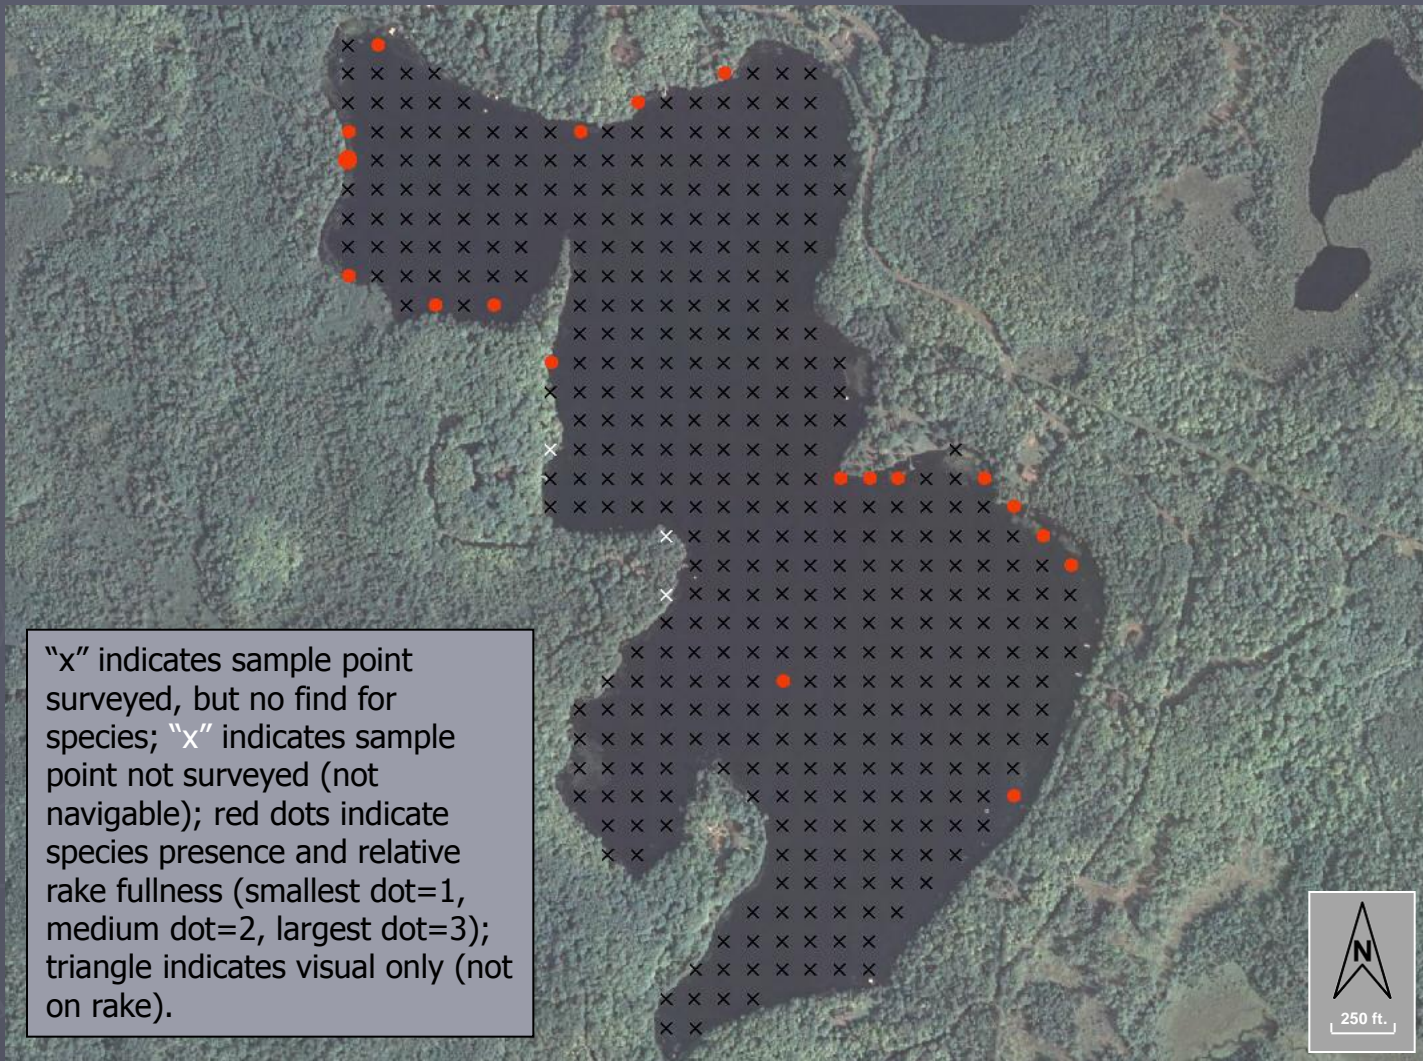 “x” indicates sample point
surveyed, but no find for
species; “x” indicates sample
point not surveyed (not
navigable); red dots indicate
species presence and relative
rake fullness (smallest dot=1,
medium dot=2, largest dot=3);
triangle indicates visual only (not
on rake).
N
250 ft.